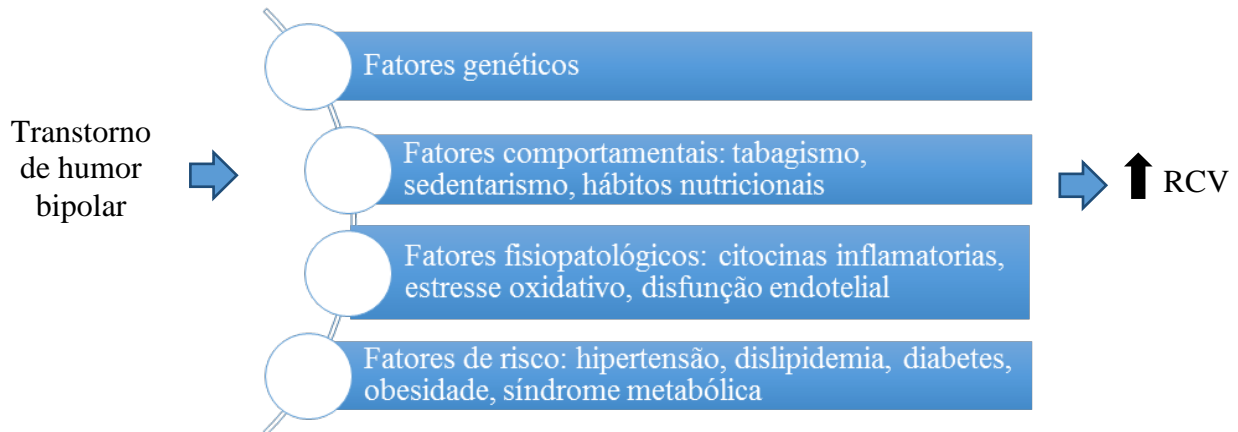 Transtorno
de humor
bipolar
Fatores genéticos
Fatores comportamentais: tabagismo,
sedentarismo, hábitos nutricionais
Fatores fisiopatológicos: citocinas inflamatorias,
estresse oxidativo, disfunção endotelial
Fatores de risco: hipertensão, dislipidemia, diabetes,
obesidade, síndrome metabólica
RCV